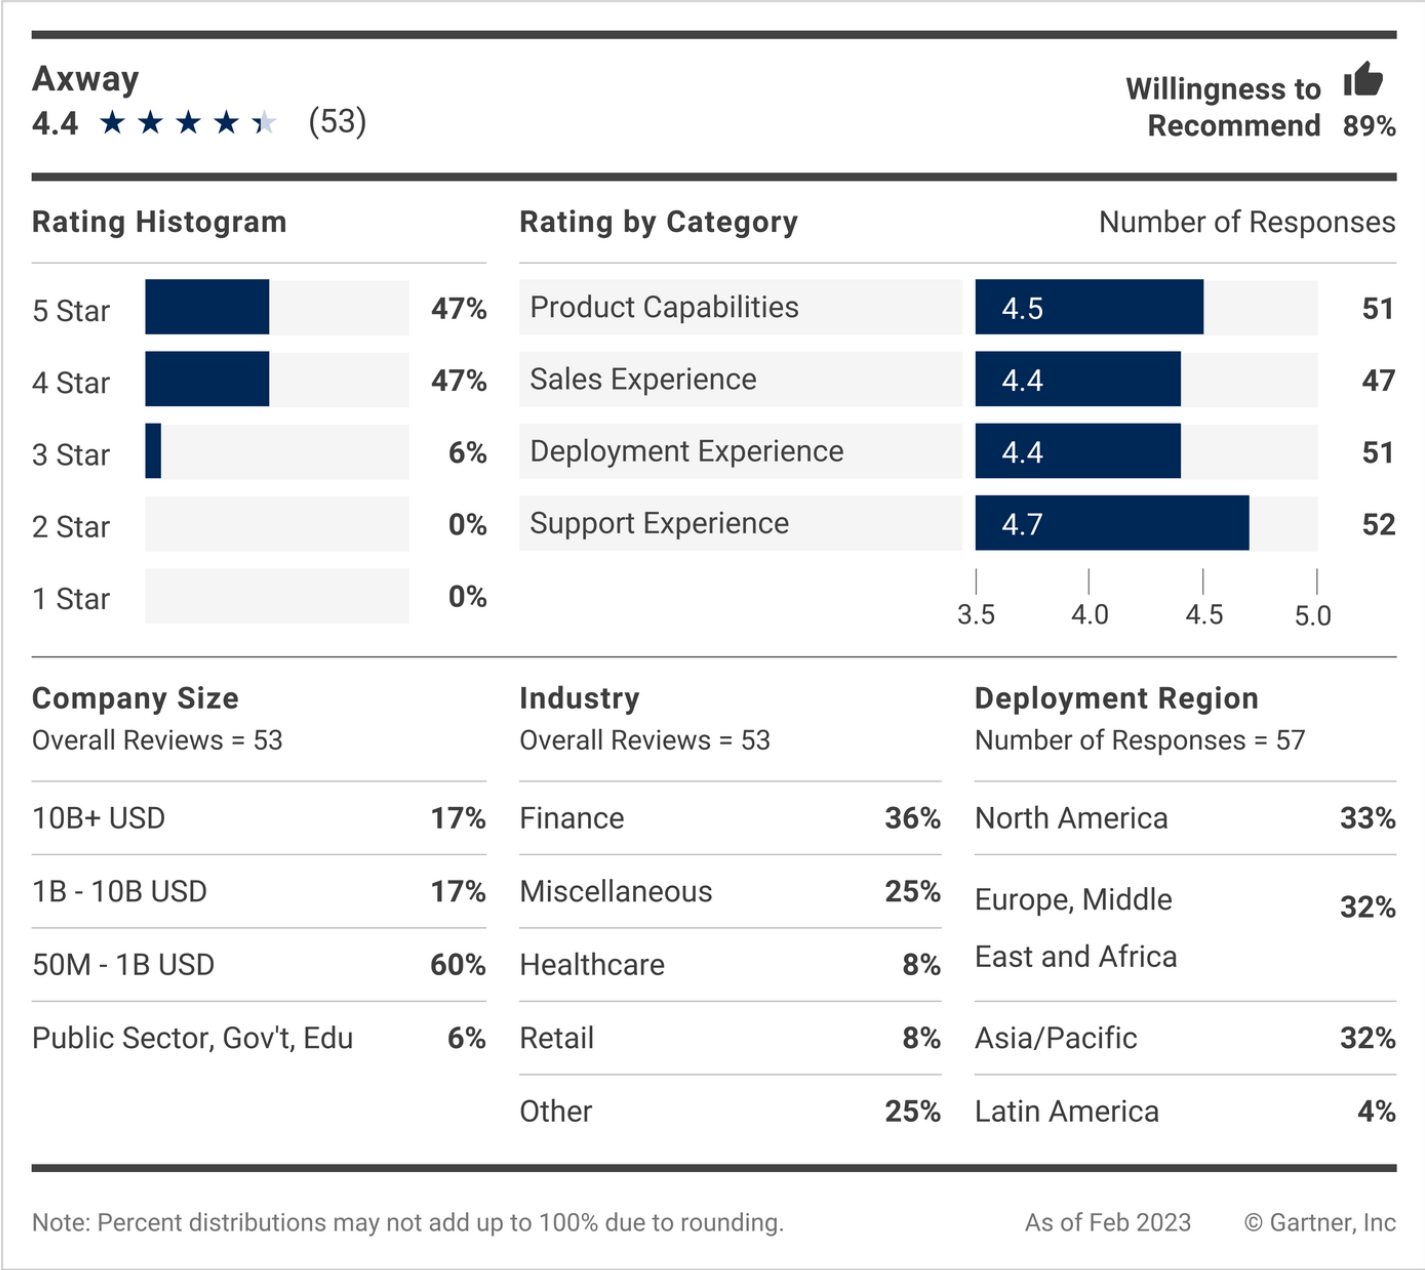 Axway
4.4 (53)
Willingness to
Recommend 89%
Rating Histogram
5 Star 47%
4 Star 47%
3 Star 6%
2 Star 0%
1 Star 0%
Rating by Category Number of Responses
Product Capabilities 4.5 51
Sales Experience 4.4 47
Deployment Experience 4.4 51
Support Experience 4.7 52
3.5 4.0 4.5 5.0
Company Size
Overall Reviews = 53
10B+ USD 17%
1B - 10B USD 17%
50M - 1B USD 60%
Public Sector, Gov't, Edu 6%
Industry
Overall Reviews = 53
Finance 36%
Miscellaneous 25%
Healthcare 8%
Retail 8%
Other 25%
Deployment Region
Number of Responses = 57
North America 33%
Europe, Middle 32%
East and Africa
Asia/Pacific 32%
Latin America 4%
Note: Percent distributions may not add up to 100% due to rounding.
As of Feb 2023 © Gartner, Inc